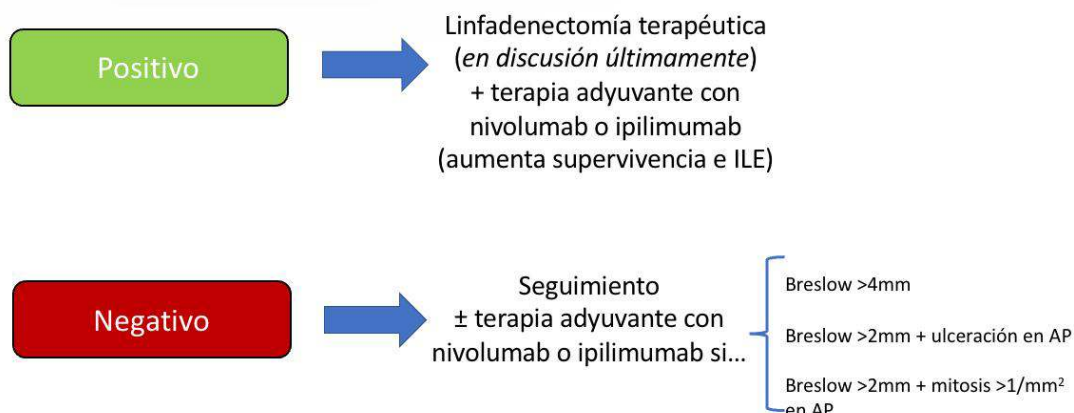 Positivo
Linfadenectomía terapéutica
(en discusión últimamente)
+ terapia adyuvante con
nivolumab o ipilimumab
(aumenta supervivencia e ILE)
Negativo
Seguimiento
± terapia adyuvante con
nivolumab o ipilimumab si...
Breslow >4mm
Breslow >2mm + ulceración en AP
Breslow >2mm + mitosis >1/mm²
en AP